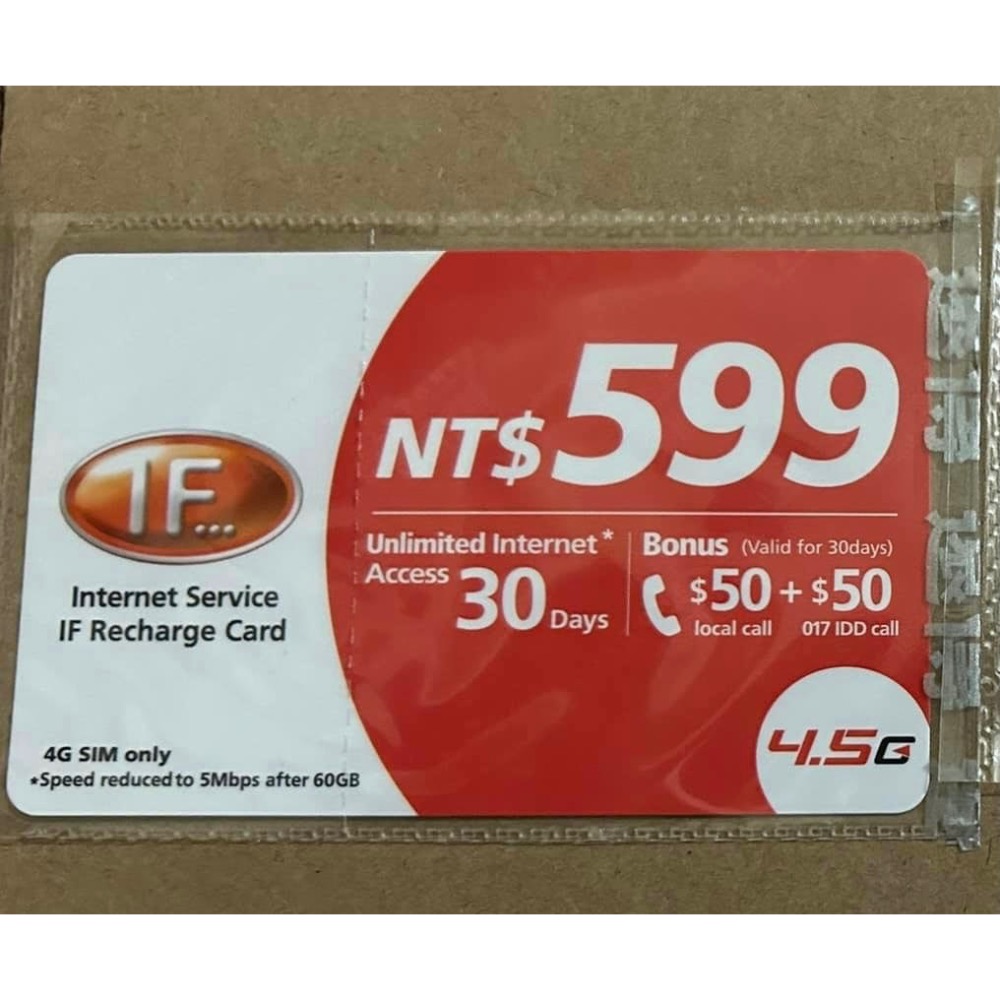 IF...
Internet Service
IF Recharge Card
4G SIM only
*Speed reduced to 5Mbps after 60GB
NT$599
Unlimited Internet*
Access 30 Days
Bonus (Valid for 30days)
$50 + $50
local call 017 IDD call
4.5G